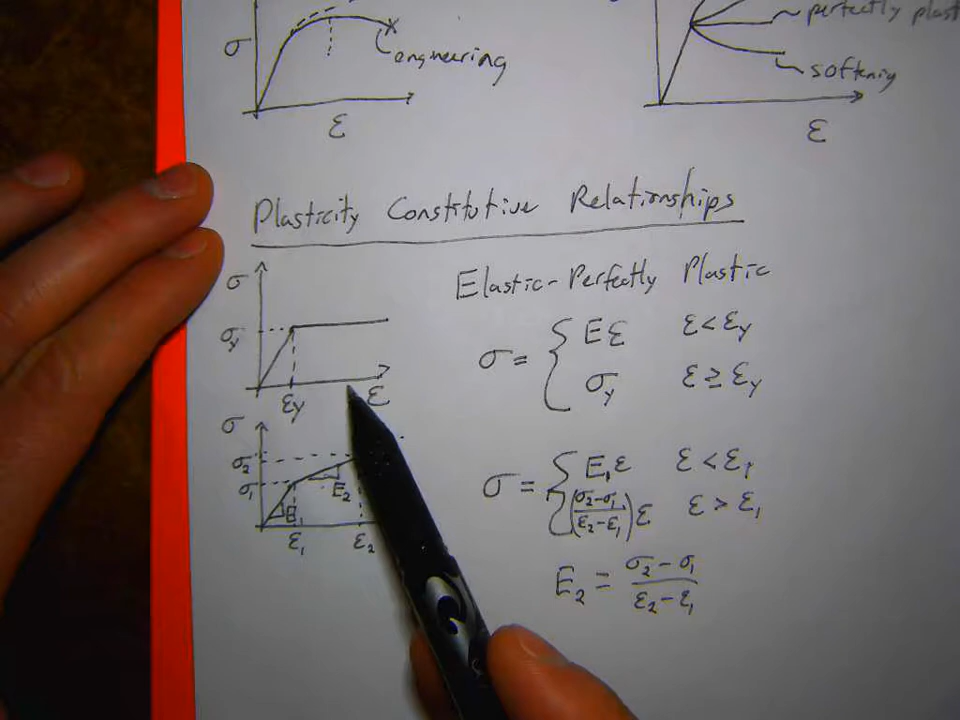 ~ perfectly plast
σ
engineering
softenig
ε
ε
Plasticity Constitutive Relationships
σ
Elastic-Perfectly Plastic
σy
σ = { Eε ε < εy
σy ε ≥ εy
εy ε
σ
σ2
σ1
E2
E1
ε1 ε2
σ = { E1ε ε < ε1
(σ2-σ1 / ε2-ε1) ε ε > ε1
E2 = σ2 - σ1 / ε2 - ε1